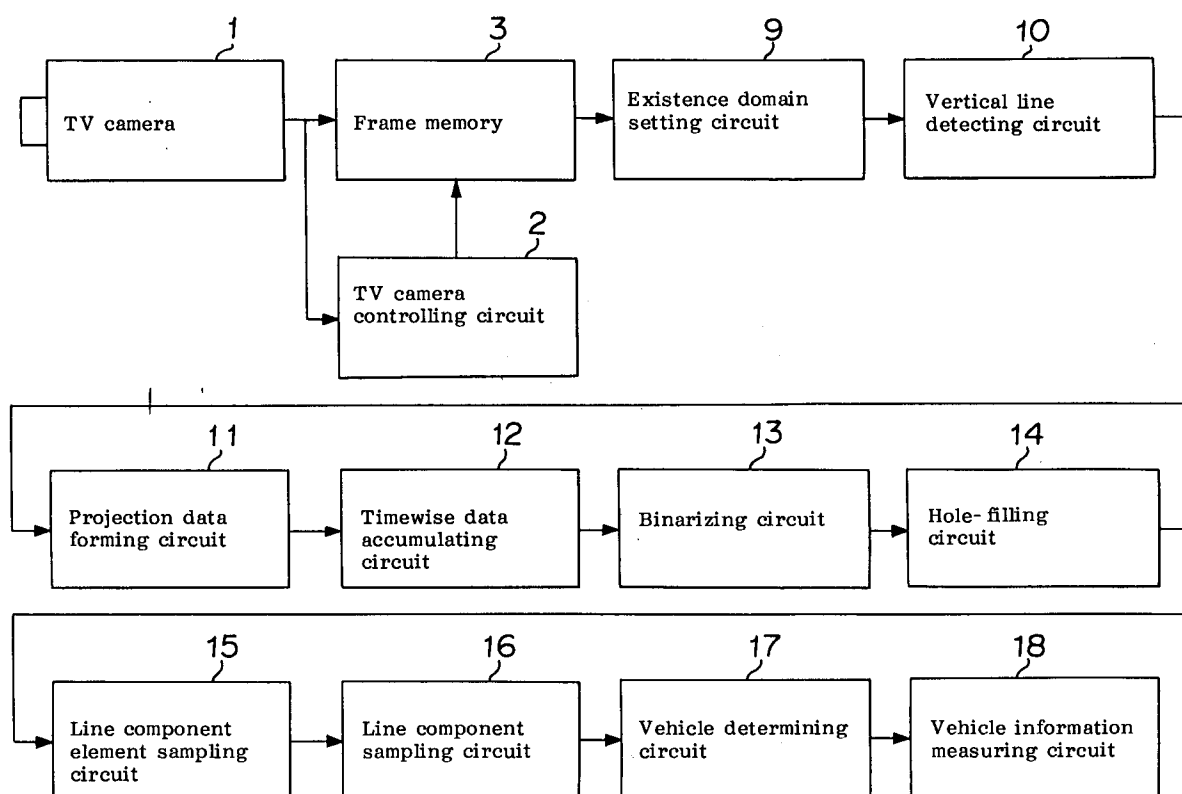 1
3
9
10
TV camera
Frame memory
Existence domain
setting circuit
Vertical line
detecting circuit
2
TV camera
controlling circuit
11
12
13
14
Projection data
forming circuit
Timewise data
accumulating
circuit
Binarizing circuit
Hole-filling
circuit
15
16
17
18
Line component
element sampling
circuit
Line component
sampling circuit
Vehicle determining
circuit
Vehicle information
measuring circuit